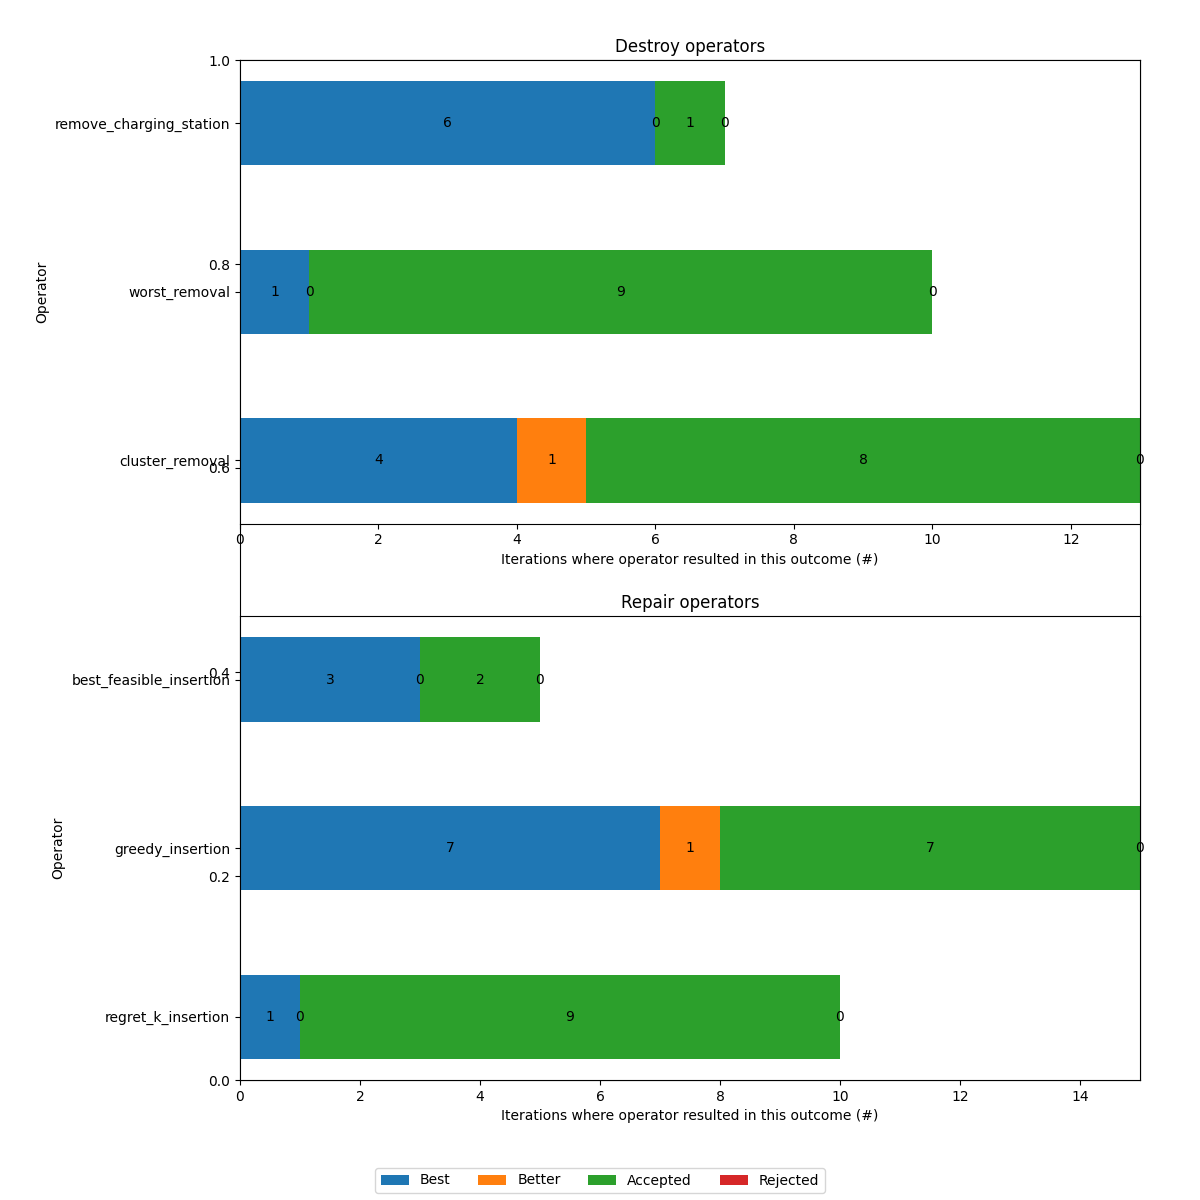 Destroy operators
1.0
remove_charging_station
6 0 1 0
0.8
worst_removal
1 0 9 0
Operator
cluster_removal
4 1 8 0
0.6
0 2 4 6 8 10 12
Iterations where operator resulted in this outcome (#)
Repair operators
0.4
best_feasible_insertion
3 0 2 0
greedy_insertion
7 1 7 0
Operator
0.2
regret_k_insertion
1 0 9 0
0.0
0 2 4 6 8 10 12 14
Iterations where operator resulted in this outcome (#)
Best Better Accepted Rejected